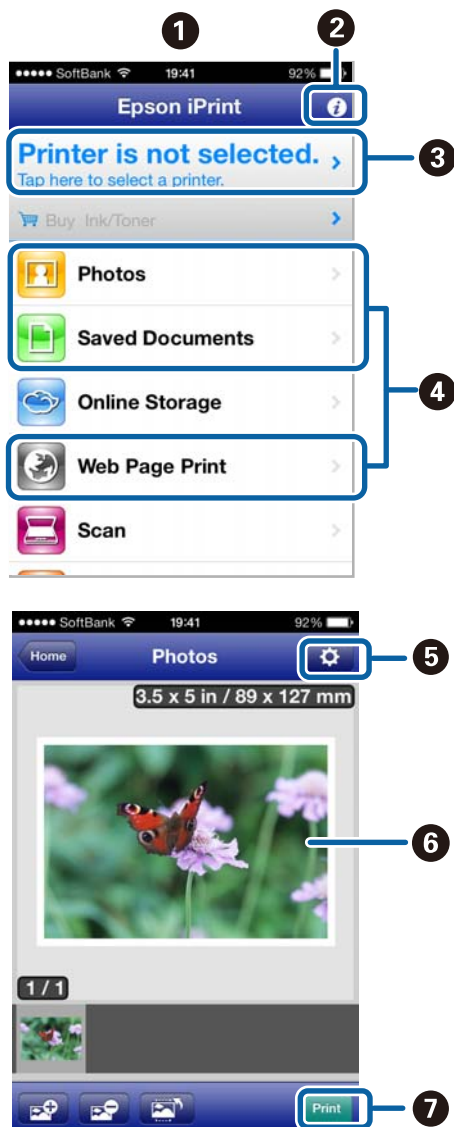 1
2
●●●●● SoftBank 19:41 92%
Epson iPrint i
Printer is not selected.
Tap here to select a printer.
3
Buy Ink/Toner
Photos
Saved Documents
4
Online Storage
Web Page Print
Scan
●●●●● SoftBank 19:41 92%
Home Photos
5
3.5 x 5 in / 89 x 127 mm
6
1 / 1
Print
7